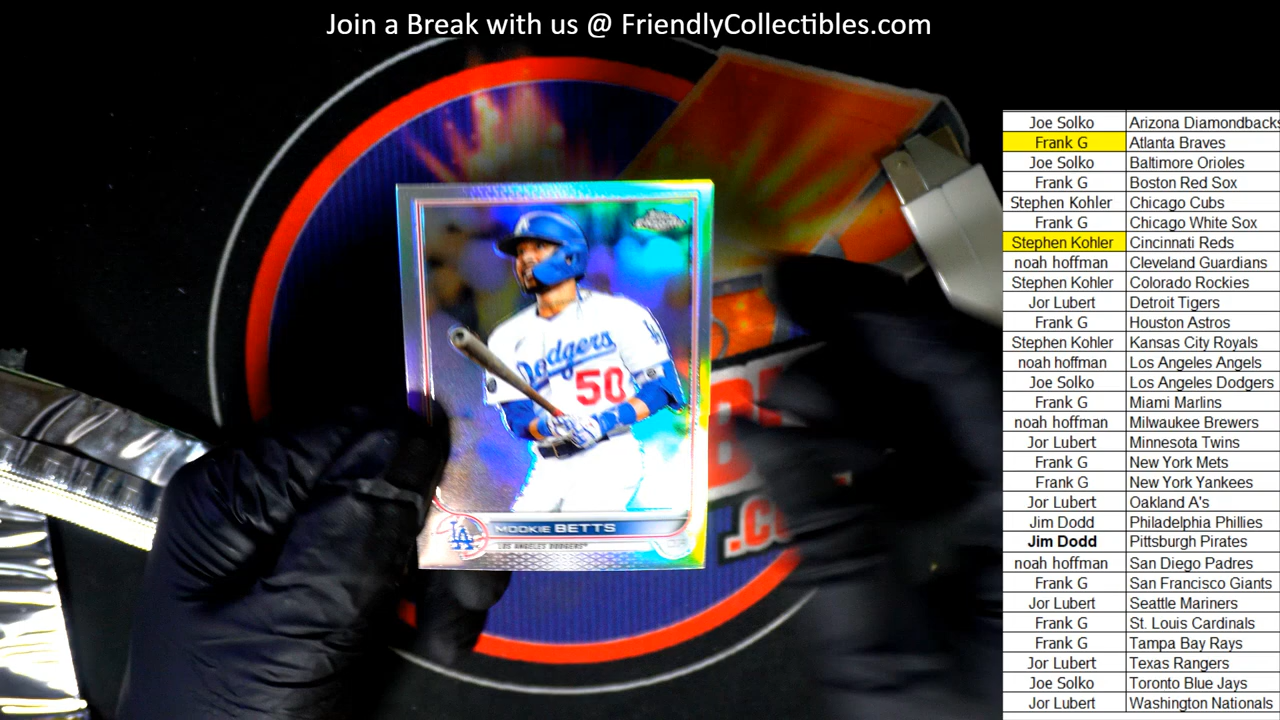 Join a Break with us @ FriendlyCollectibles.com
Dodgers
50
LA
MOOKIE BETTS
LOS ANGELES DODGERS
Joe Solko Arizona Diamondbacks
Frank G Atlanta Braves
Joe Solko Baltimore Orioles
Frank G Boston Red Sox
Stephen Kohler Chicago Cubs
Frank G Chicago White Sox
Stephen Kohler Cincinnati Reds
noah hoffman Cleveland Guardians
Stephen Kohler Colorado Rockies
Jor Lubert Detroit Tigers
Frank G Houston Astros
Stephen Kohler Kansas City Royals
noah hoffman Los Angeles Angels
Joe Solko Los Angeles Dodgers
Frank G Miami Marlins
noah hoffman Milwaukee Brewers
Jor Lubert Minnesota Twins
Frank G New York Mets
Frank G New York Yankees
Jor Lubert Oakland A's
Jim Dodd Philadelphia Phillies
Jim Dodd Pittsburgh Pirates
noah hoffman San Diego Padres
Frank G San Francisco Giants
Jor Lubert Seattle Mariners
Frank G St. Louis Cardinals
Frank G Tampa Bay Rays
Jor Lubert Texas Rangers
Joe Solko Toronto Blue Jays
Jor Lubert Washington Nationals